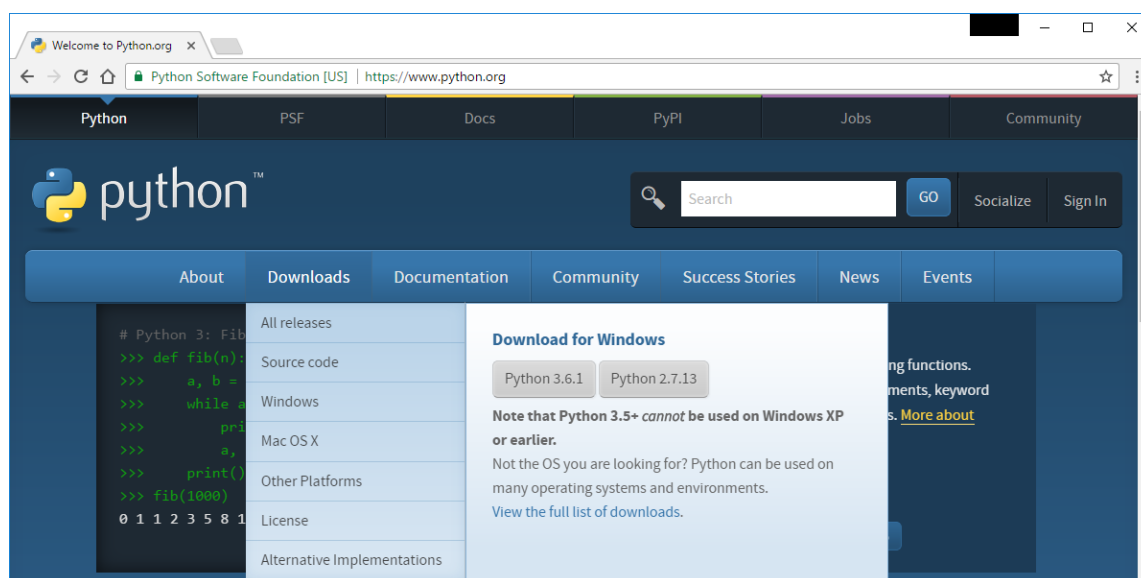 Welcome to Python.org
Python Software Foundation [US] | https://www.python.org
Python PSF Docs PyPI Jobs Community
python™
Search GO Socialize Sign In
About Downloads Documentation Community Success Stories News Events
# Python 3: Fib
>>> def fib(n):
>>> a, b =
>>> while a
>>> pri
>>> a,
>>> print()
>>> fib(1000)
0 1 1 2 3 5 8 1
All releases
Source code
Windows
Mac OS X
Other Platforms
License
Alternative Implementations
Download for Windows
Python 3.6.1 Python 2.7.13
Note that Python 3.5+ cannot be used on Windows XP
or earlier.
Not the OS you are looking for? Python can be used on
many operating systems and environments.
View the full list of downloads.
ng functions.
ments, keyword
s. More about